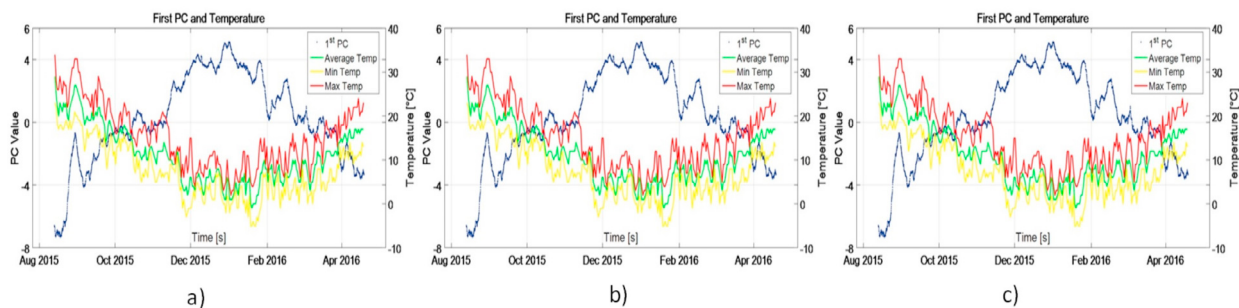 First PC and Temperature
6
4
0
-4
-8
PC Value
40
30
20
10
0
-10
Temperature [°C]
1st PC
Average Temp
Min Temp
Max Temp
Time [s]
Aug 2015
Oct 2015
Dec 2015
Feb 2016
Apr 2016
a)
First PC and Temperature
6
4
0
-4
-8
PC Value
40
30
20
10
0
-10
Temperature [°C]
1st PC
Average Temp
Min Temp
Max Temp
Time [s]
Aug 2015
Oct 2015
Dec 2015
Feb 2016
Apr 2016
b)
First PC and Temperature
6
4
0
-4
-8
PC Value
40
30
20
10
0
-10
Temperature [°C]
1st PC
Average Temp
Min Temp
Max Temp
Time [s]
Aug 2015
Oct 2015
Dec 2015
Feb 2016
Apr 2016
c)